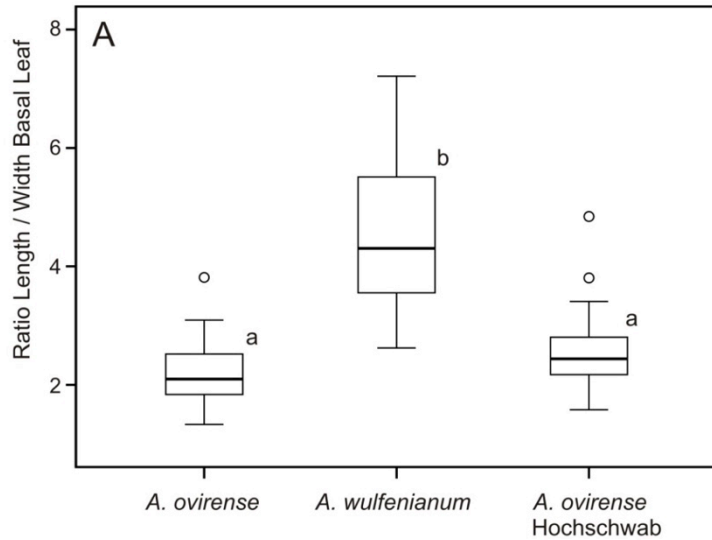 A
Ratio Length / Width Basal Leaf
8
6
4
2
a
b
a
A. ovirense
A. wulfenianum
A. ovirense
Hochschwab